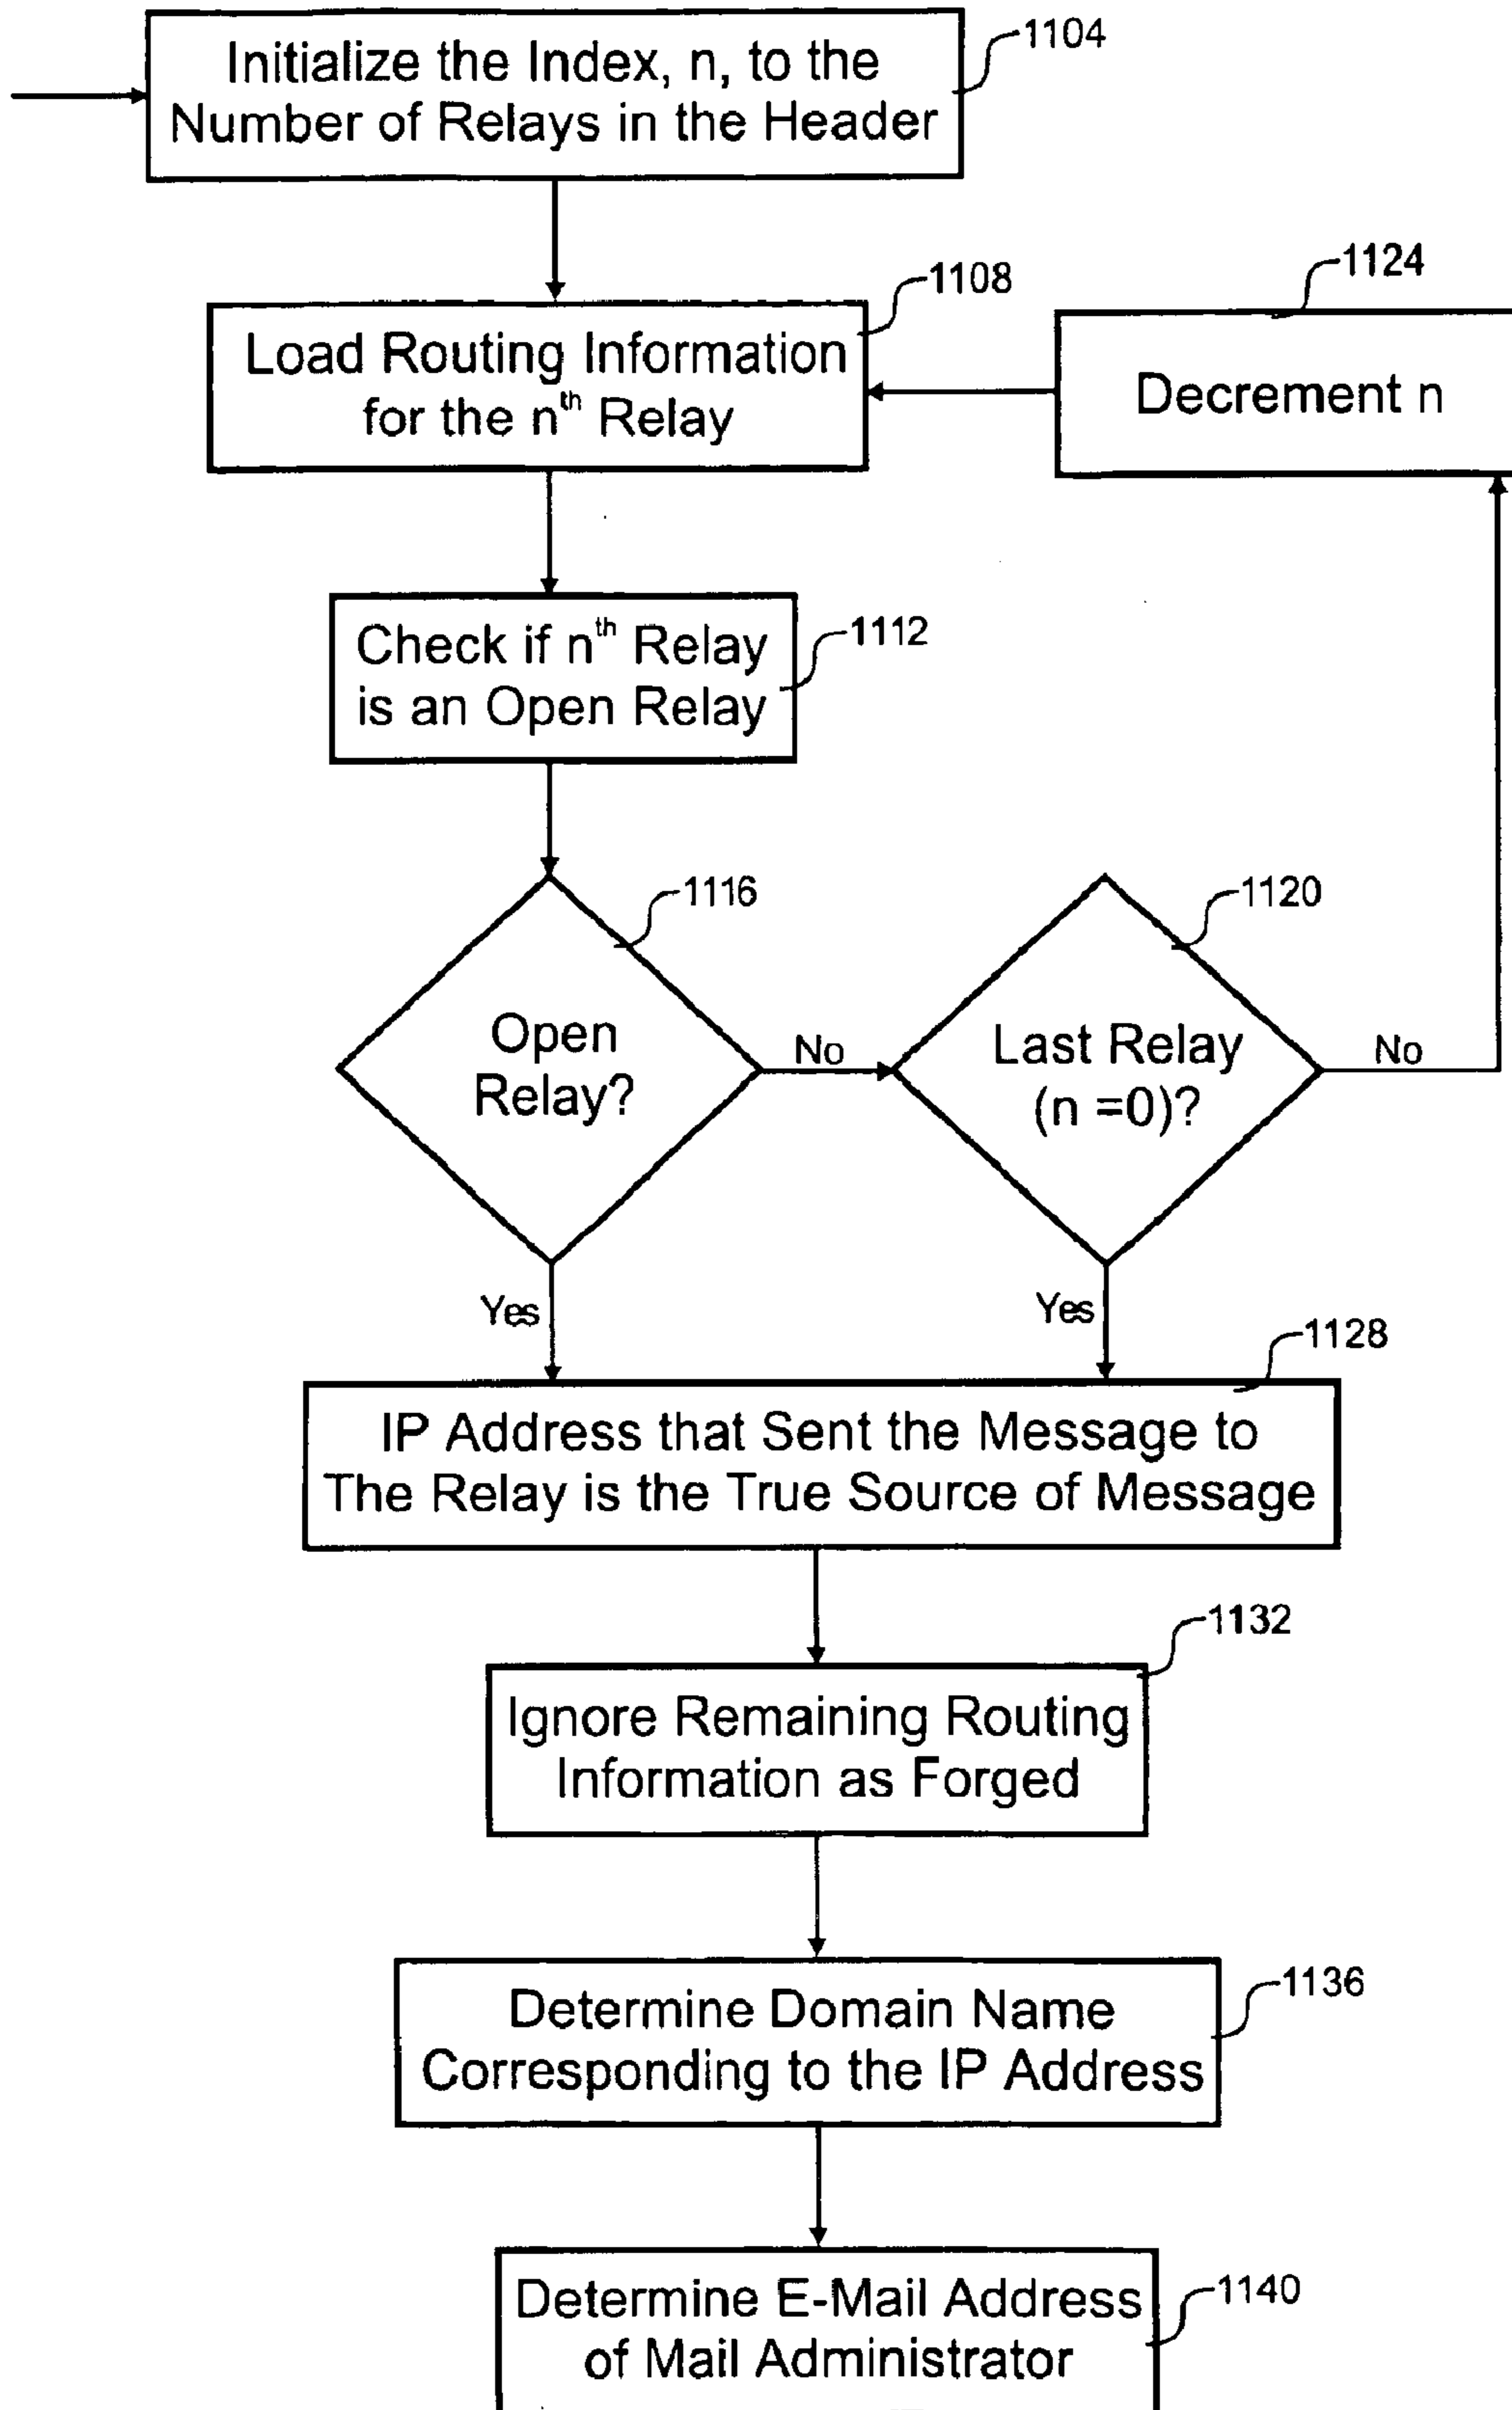 1104
Initialize the Index, n, to the
Number of Relays in the Header
1108
Load Routing Information
for the nth Relay
1124
Decrement n
1112
Check if nth Relay
is an Open Relay
1116
Open
Relay?
No
1120
Last Relay
(n =0)?
No
Yes
Yes
1128
IP Address that Sent the Message to
The Relay is the True Source of Message
1132
Ignore Remaining Routing
Information as Forged
1136
Determine Domain Name
Corresponding to the IP Address
1140
Determine E-Mail Address
of Mail Administrator